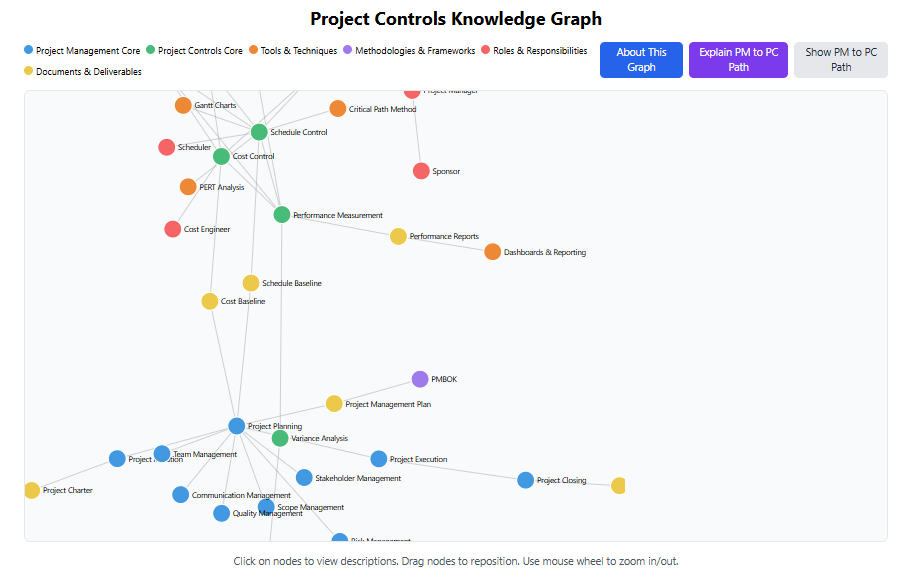 Project Controls Knowledge Graph
Project Management Core
Project Controls Core
Tools & Techniques
Methodologies & Frameworks
Roles & Responsibilities
Documents & Deliverables
About This
Graph
Explain PM to PC
Path
Show PM to PC
Path
Project Manager
Gantt Charts
Critical Path Method
Schedule Control
Scheduler
Cost Control
Sponsor
PERT Analysis
Performance Measurement
Cost Engineer
Performance Reports
Dashboards & Reporting
Schedule Baseline
Cost Baseline
PMBOK
Project Management Plan
Project Planning
Variance Analysis
Team Management
Project
Project Execution
Stakeholder Management
Project Closing
Project Charter
Communication Management
Scope Management
Quality Management
Risk Management
Click on nodes to view descriptions. Drag nodes to reposition. Use mouse wheel to zoom in/out.